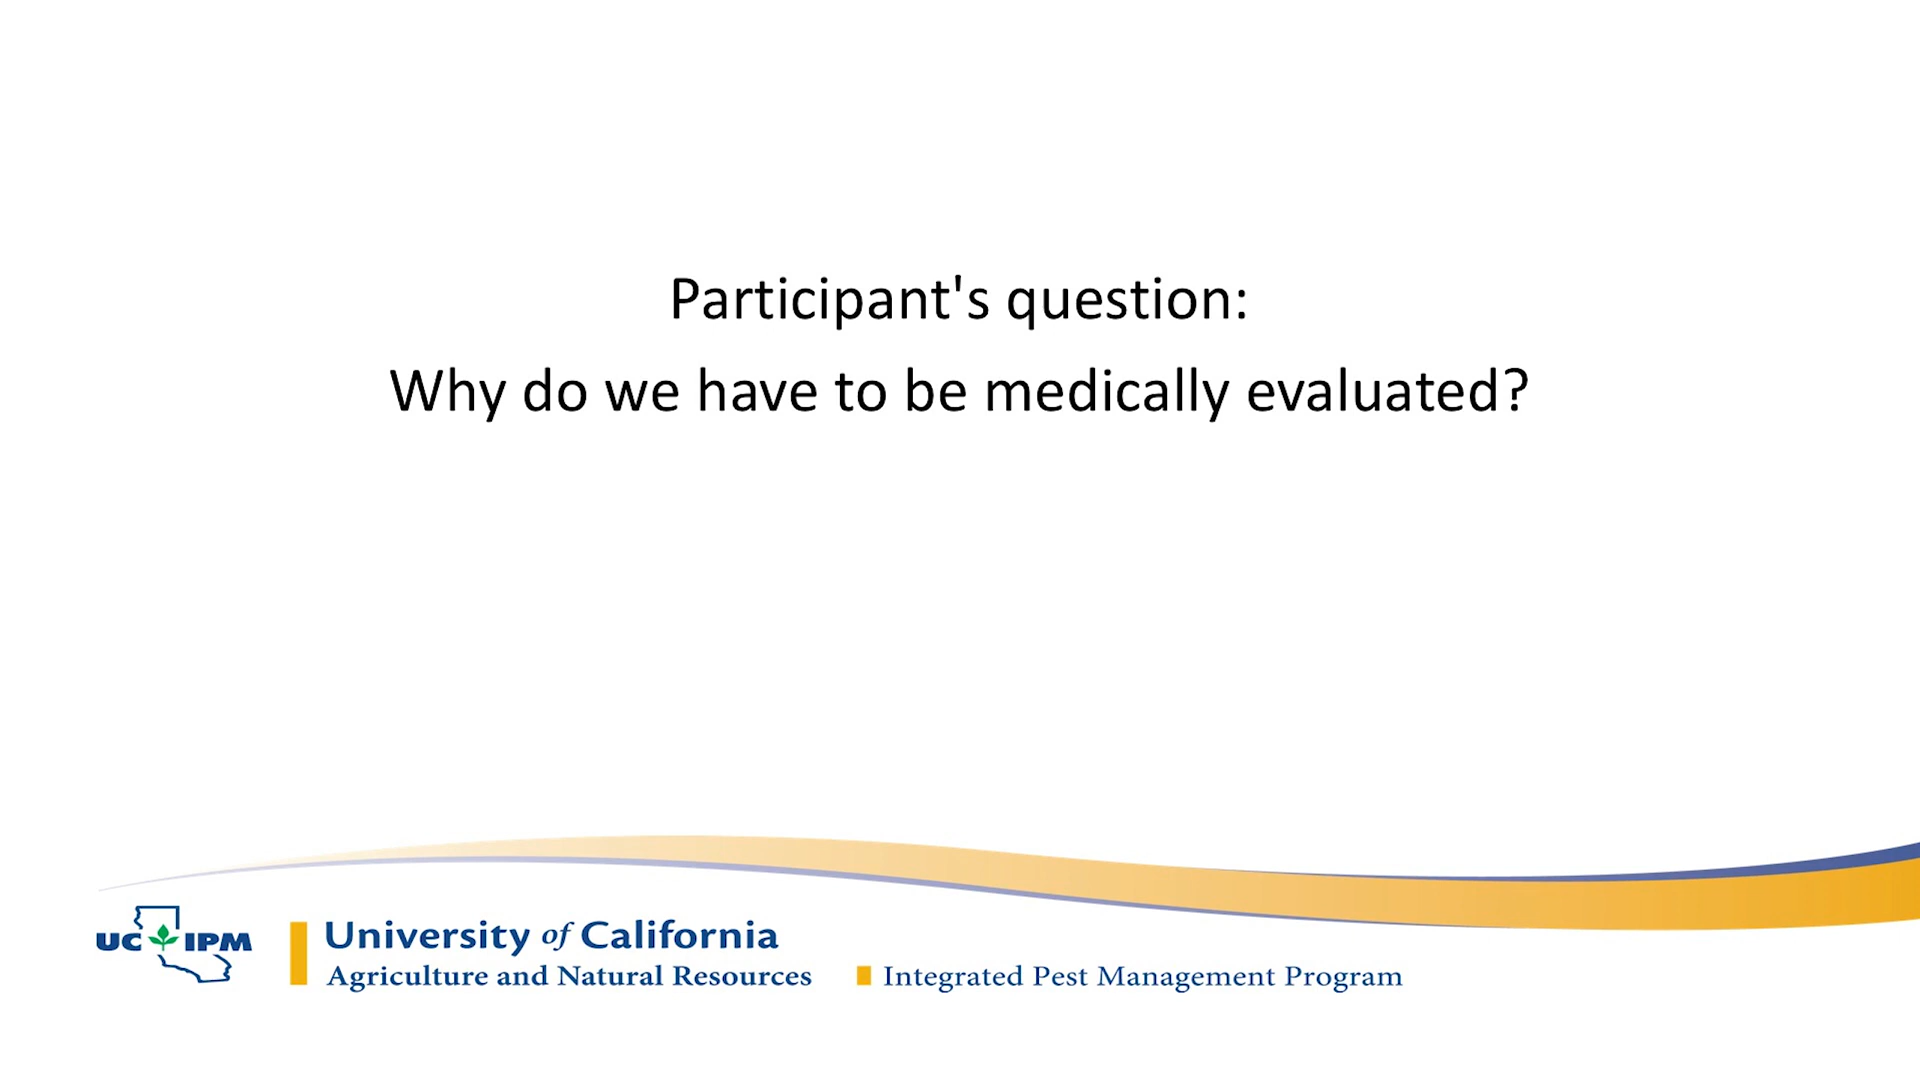 Participant's question:
Why do we have to be medically evaluated?
UC IPM
University of California
Agriculture and Natural Resources
Integrated Pest Management Program